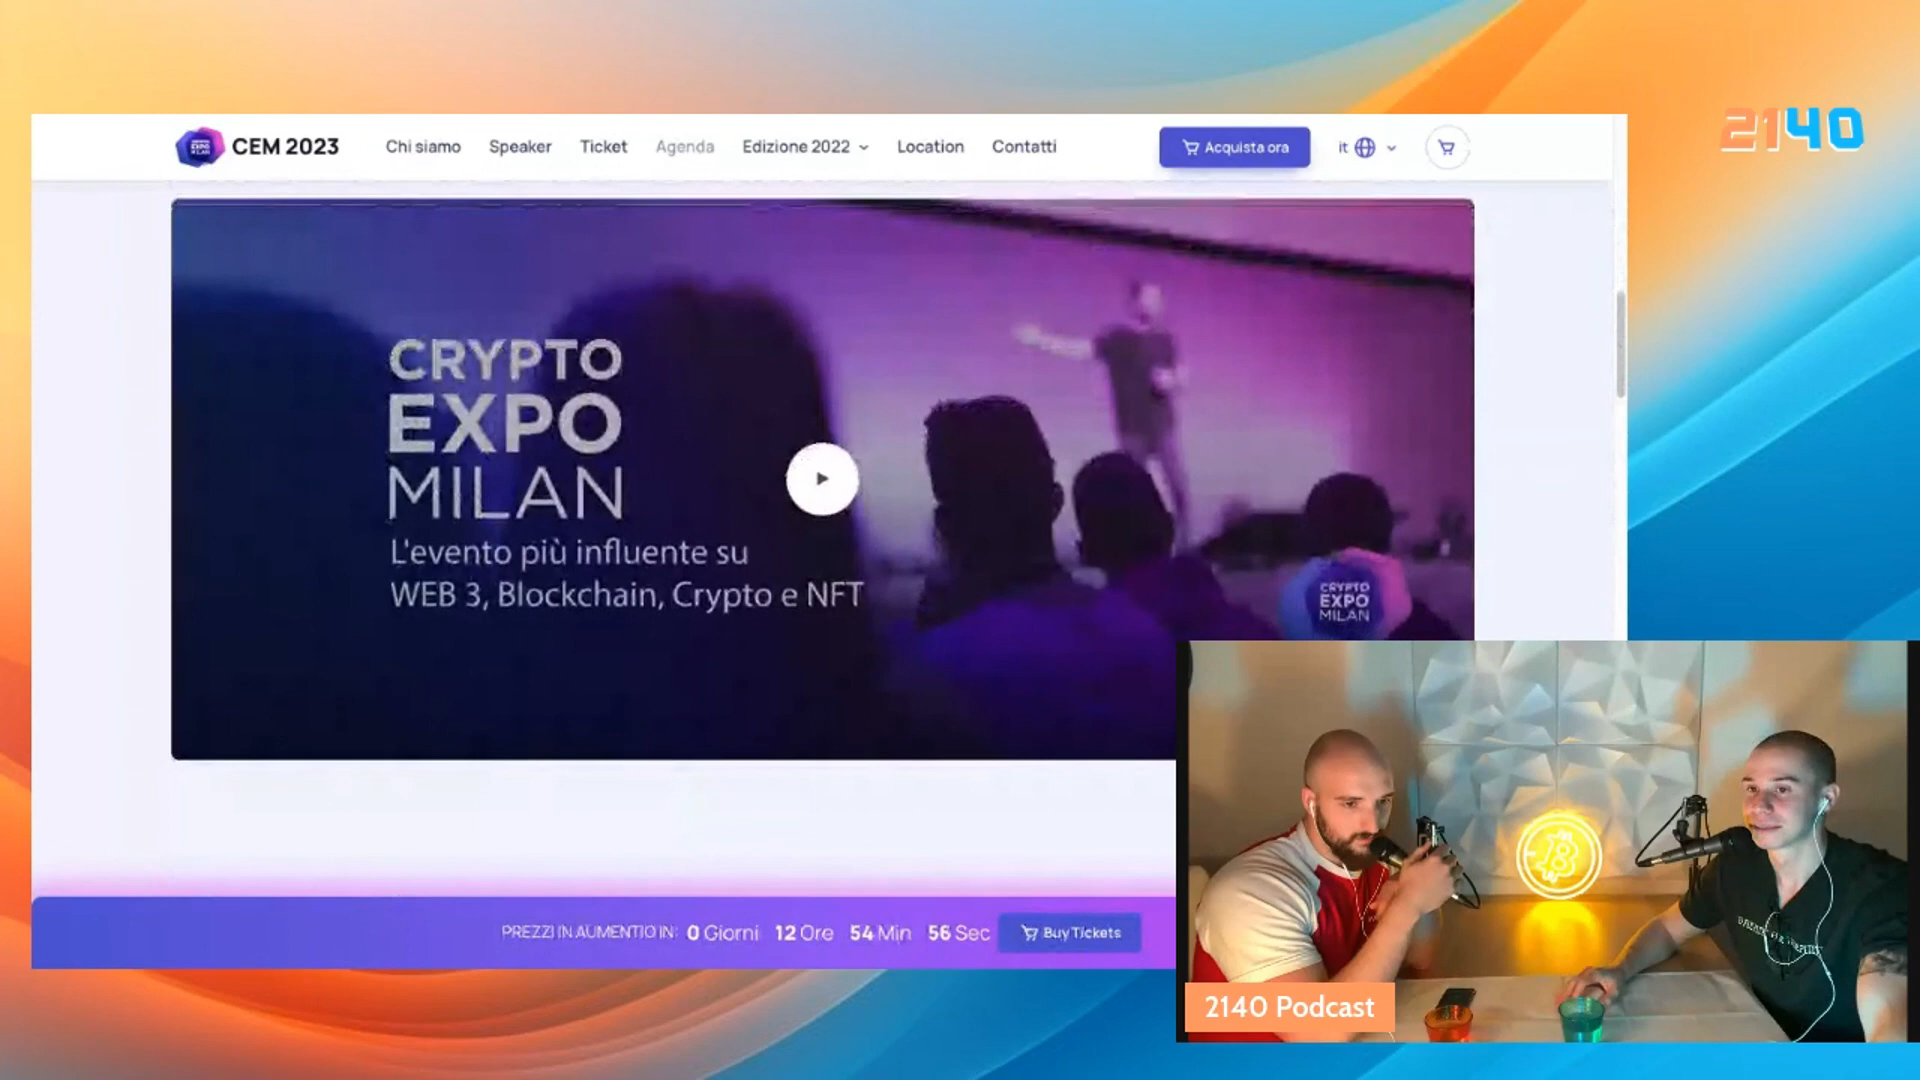 2140
CEM 2023
Chi siamo
Speaker
Ticket
Agenda
Edizione 2022
Location
Contatti
Acquista ora
it
CRYPTO
EXPO
MILAN
L'evento più influente su
WEB 3, Blockchain, Crypto e NFT
CRYPTO
EXPO
MILAN
PREZZI IN AUMENTIO IN: 0 Giorni 12 Ore 54 Min 56 Sec
Buy Tickets
2140 Podcast